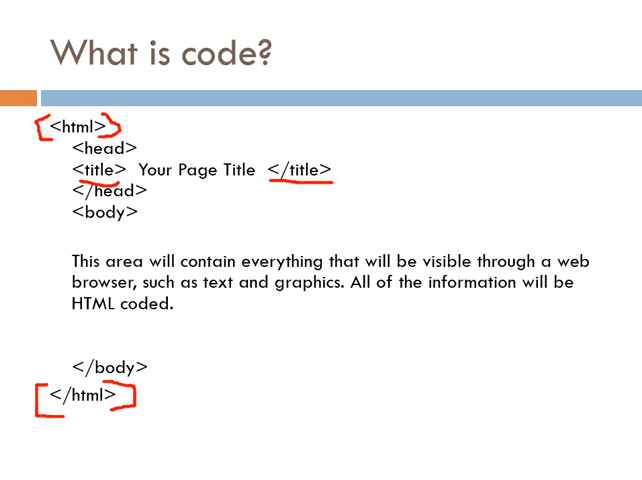 What is code?
<html>
<head>
<title> Your Page Title </title>
</head>
<body>
This area will contain everything that will be visible through a web
browser, such as text and graphics. All of the information will be
HTML coded.
</body>
</html>